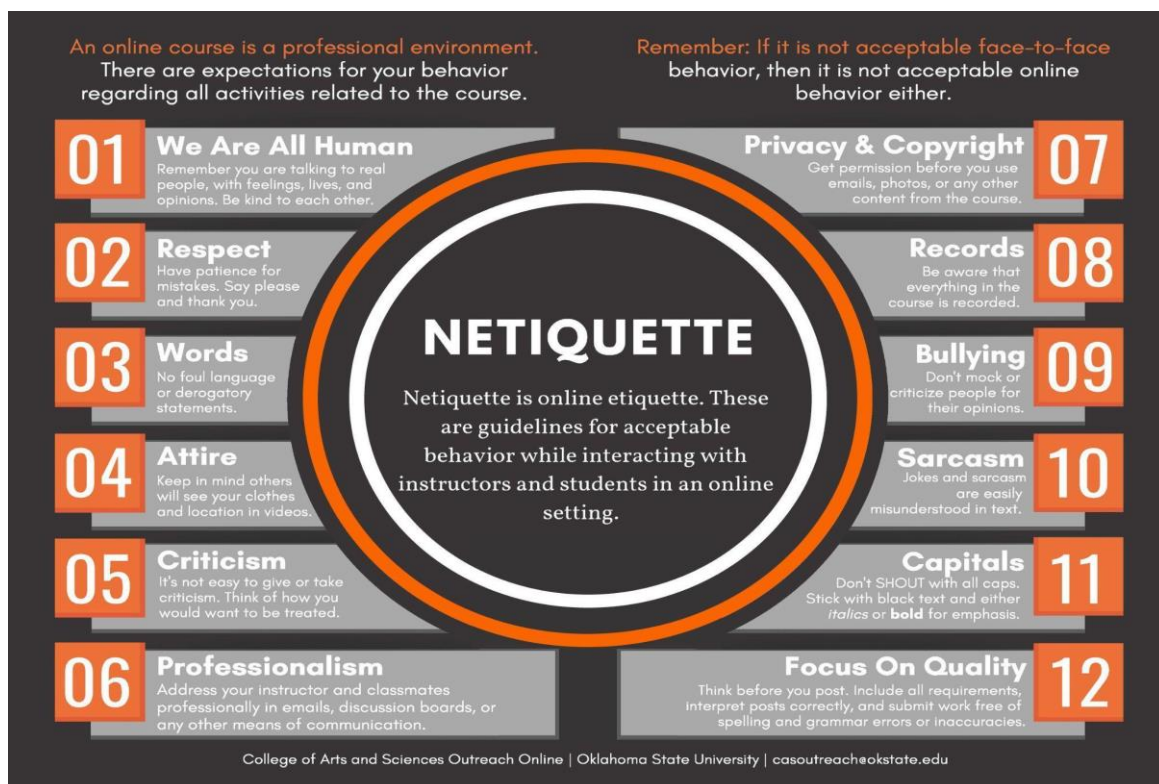 An online course is a professional environment.
There are expectations for your behavior
regarding all activities related to the course.
Remember: If it is not acceptable face-to-face
behavior, then it is not acceptable online
behavior either.
01
We Are All Human
Remember you are talking to real
people, with feelings, lives, and
opinions. Be kind to each other.
02
Respect
Have patience for
mistakes. Say please
and thank you.
03
Words
No foul language
or derogatory
statements.
04
Attire
Keep in mind others
will see your clothes
and location in videos.
05
Criticism
It's not easy to give or take
criticism. Think of how you
would want to be treated.
06
Professionalism
Address your instructor and classmates
professionally in emails, discussion boards, or
any other means of communication.
NETIQUETTE
Netiquette is online etiquette. These
are guidelines for acceptable
behavior while interacting with
instructors and students in an online
setting.
Privacy & Copyright
07
Get permission before you use
emails, photos, or any other
content from the course.
Records
08
Be aware that
everything in the
course is recorded.
Bullying
09
Don't mock or
criticize people for
their opinions.
Sarcasm
10
Jokes and sarcasm
are easily
misunderstood in text.
Capitals
11
Don't SHOUT with all caps.
Stick with black text and either
italics or bold for emphasis.
Focus On Quality
12
Think before you post. Include all requirements,
interpret posts correctly, and submit work free of
spelling and grammar errors or inaccuracies.
College of Arts and Sciences Outreach Online | Oklahoma State University | casoutreach@okstate.edu